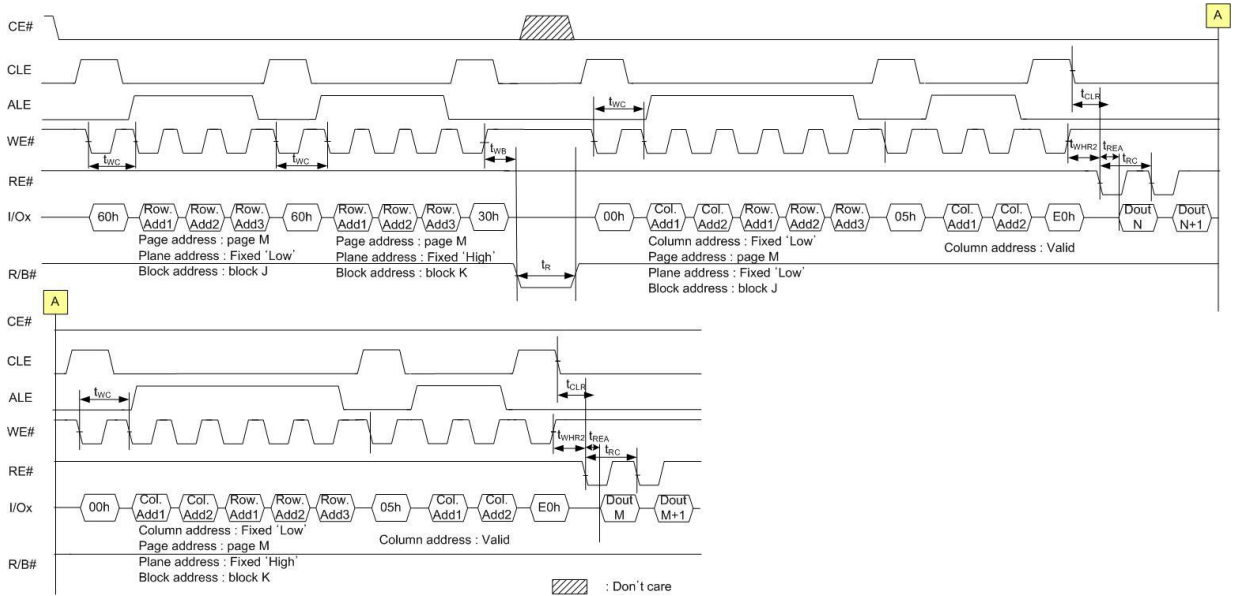 A
CE#
CLE
tCLR
ALE
tWC
WE#
tWC tWC tWB tWHR2 tREA tRC
RE#
I/Ox 60h Row. Add1 Row. Add2 Row. Add3 60h Row. Add1 Row. Add2 Row. Add3 30h 00h Col. Add1 Col. Add2 Row. Add1 Row. Add2 Row. Add3 05h Col. Add1 Col. Add2 E0h Dout N Dout N+1
Page address : page M
Plane address : Fixed 'Low'
Block address : block J
Page address : page M
Plane address : Fixed 'High'
Block address : block K
Column address : Fixed 'Low'
Page address : page M
Plane address : Fixed 'Low'
Block address : block J
Column address : Valid
R/B# tR
A
CE#
CLE
tCLR
ALE
tWC
WE#
tWHR2 tREA tRC
RE#
I/Ox 00h Col. Add1 Col. Add2 Row. Add1 Row. Add2 Row. Add3 05h Col. Add1 Col. Add2 E0h Dout M Dout M+1
Column address : Fixed 'Low'
Page address : page M
Plane address : Fixed 'High'
Block address : block K
Column address : Valid
R/B#
: Don't care